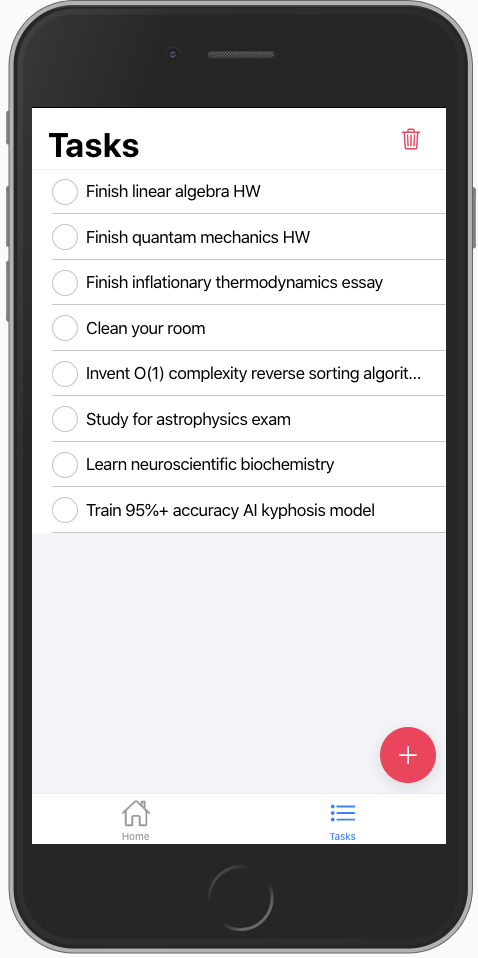 Tasks
Finish linear algebra HW
Finish quantam mechanics HW
Finish inflationary thermodynamics essay
Clean your room
Invent O(1) complexity reverse sorting algorit...
Study for astrophysics exam
Learn neuroscientific biochemistry
Train 95%+ accuracy AI kyphosis model
Home
Tasks